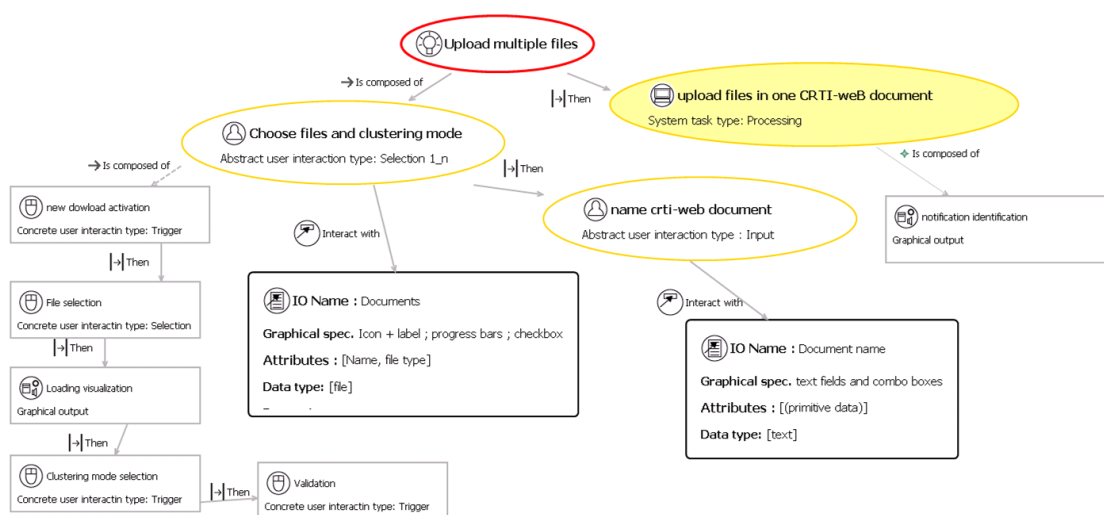 Upload multiple files
Is composed of
Then
upload files in one CRTI-weB document
System task type: Processing
Choose files and clustering mode
Abstract user interaction type: Selection 1_n
Is composed of
Is composed of
Then
new dowload activation
Concrete user interactin type: Trigger
name crti-web document
Abstract user interaction type : Input
notification identification
Graphical output
Interact with
Then
File selection
Concrete user interactin type: Selection
IO Name : Documents
Graphical spec. Icon + label ; progress bars ; checkbox
Attributes : [Name, file type]
Data type: [file]
Interact with
IO Name : Document name
Graphical spec. text fields and combo boxes
Attributes : [(primitive data)]
Data type: [text]
Then
Loading visualization
Graphical output
Then
Clustering mode selection
Concrete user interactin type: Trigger
Then
Validation
Concrete user interactin type: Trigger